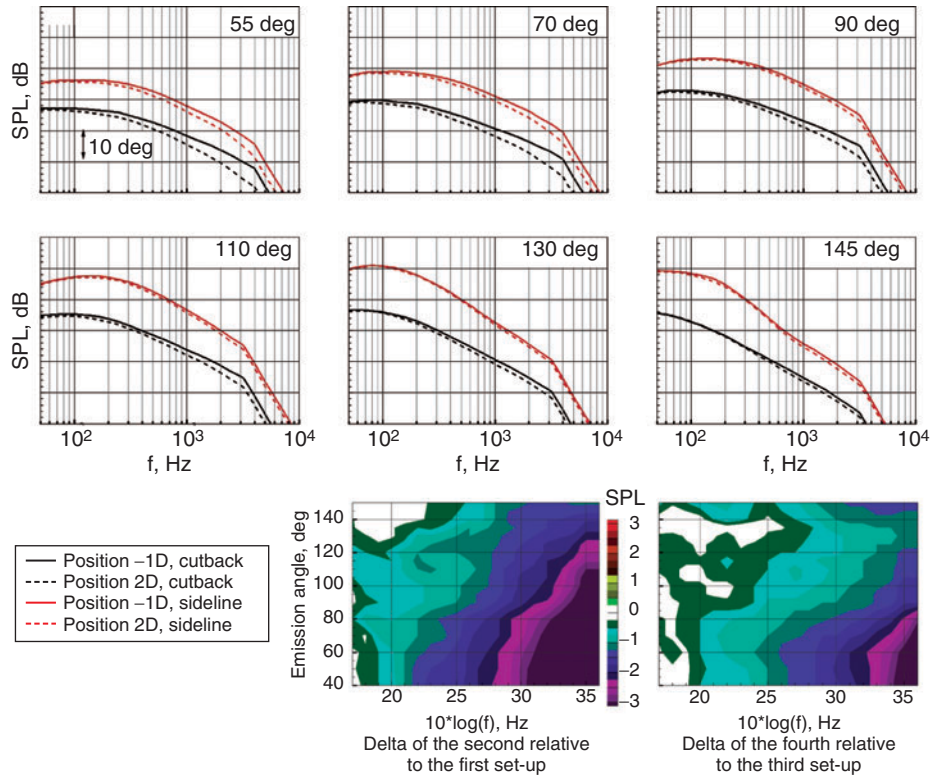 55 deg
70 deg
90 deg
SPL, dB
10 deg
110 deg
130 deg
145 deg
SPL, dB
10² 10³ 10⁴
10² 10³ 10⁴
10² 10³ 10⁴
f, Hz
f, Hz
f, Hz
Position –1D, cutback
Position 2D, cutback
Position –1D, sideline
Position 2D, sideline
Emission angle, deg
140
120
100
80
60
40
20 25 30 35
SPL
3
2
1
0
–1
–2
–3
20 25 30 35
10*log(f), Hz
Delta of the second relative
to the first set-up
10*log(f), Hz
Delta of the fourth relative
to the third set-up